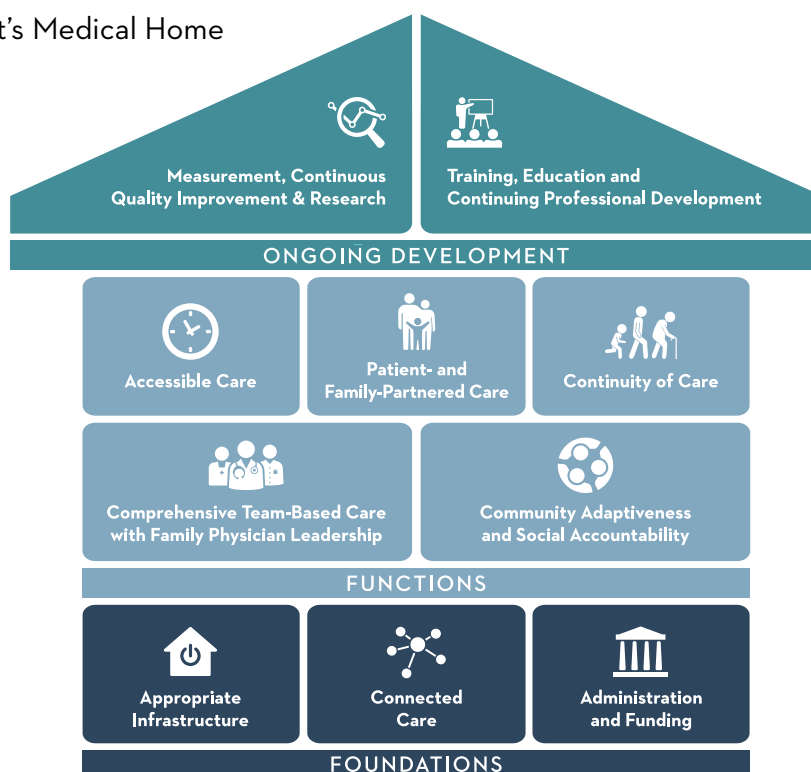 t's Medical Home
Measurement, Continuous
Quality Improvement & Research
Training, Education and
Continuing Professional Development
ONGOING DEVELOPMENT
Accessible Care
Patient- and
Family-Partnered Care
Continuity of Care
Comprehensive Team-Based Care
with Family Physician Leadership
Community Adaptiveness
and Social Accountability
FUNCTIONS
Appropriate
Infrastructure
Connected
Care
Administration
and Funding
FOUNDATIONS